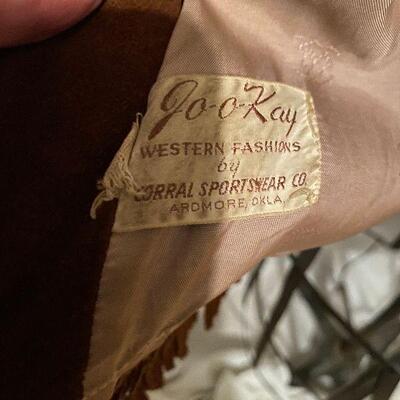 Jo-o-Kay
WESTERN FASHIONS
by
CORRAL SPORTSWEAR CO.
ARDMORE, OKLA.